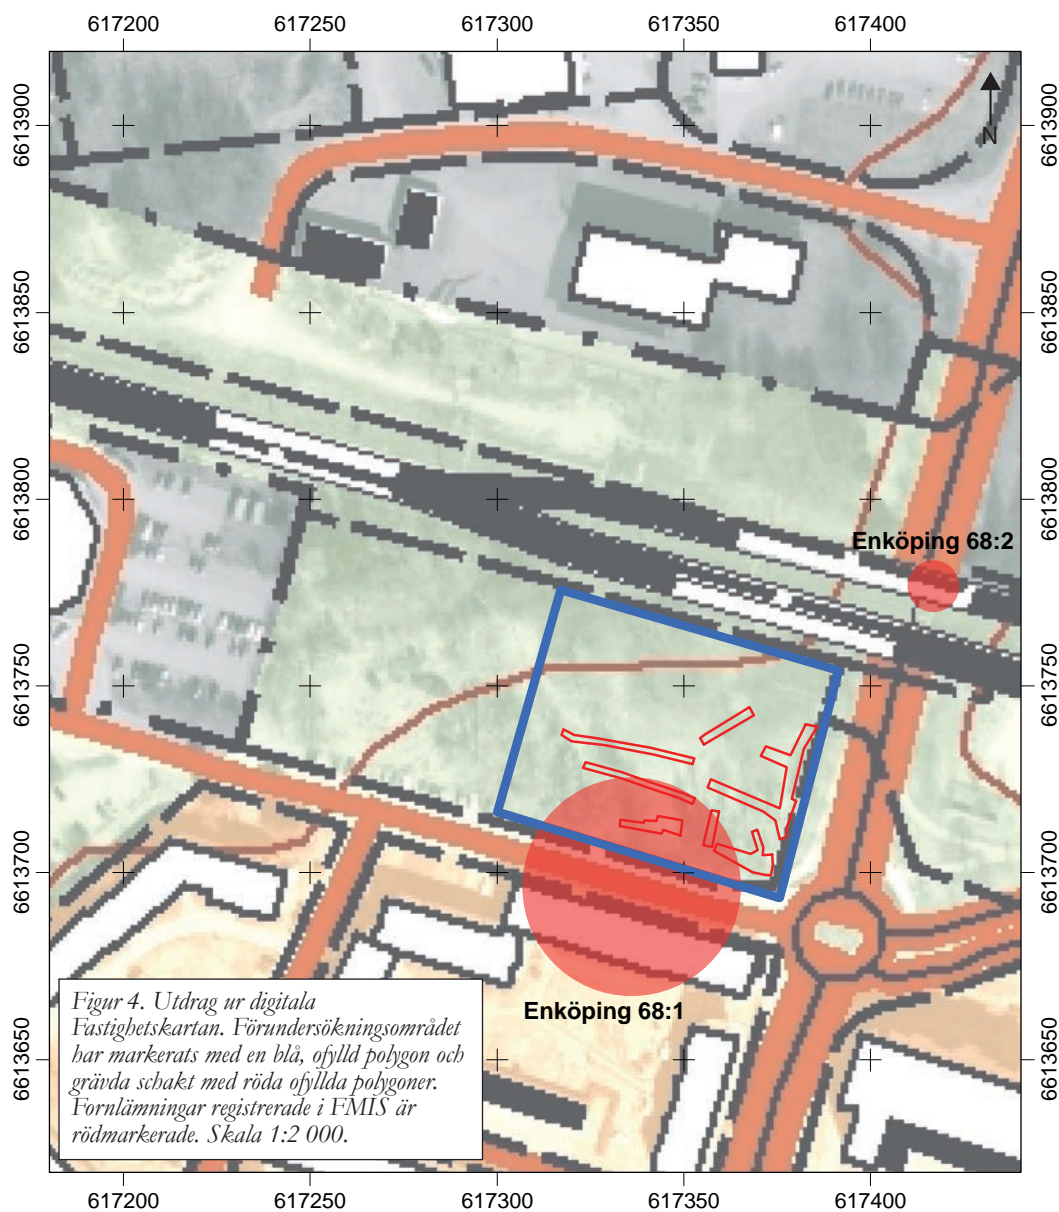 617200 617250 617300 617350 617400
6613900 6613900
N
6613850 6613850
6613800 6613800
Enköping 68:2
6613750 6613750
6613700 6613700
Enköping 68:1
6613650 6613650
Figur 4. Utdrag ur digitala
Fastighetskartan. Förundersökningsområdet
har markerats med en blå, ofylld polygon och
grävda schakt med röda ofyllda polygoner.
Fornlämningar registrerade i FMIS är
rödmarkerade. Skala 1:2 000.
617200 617250 617300 617350 617400